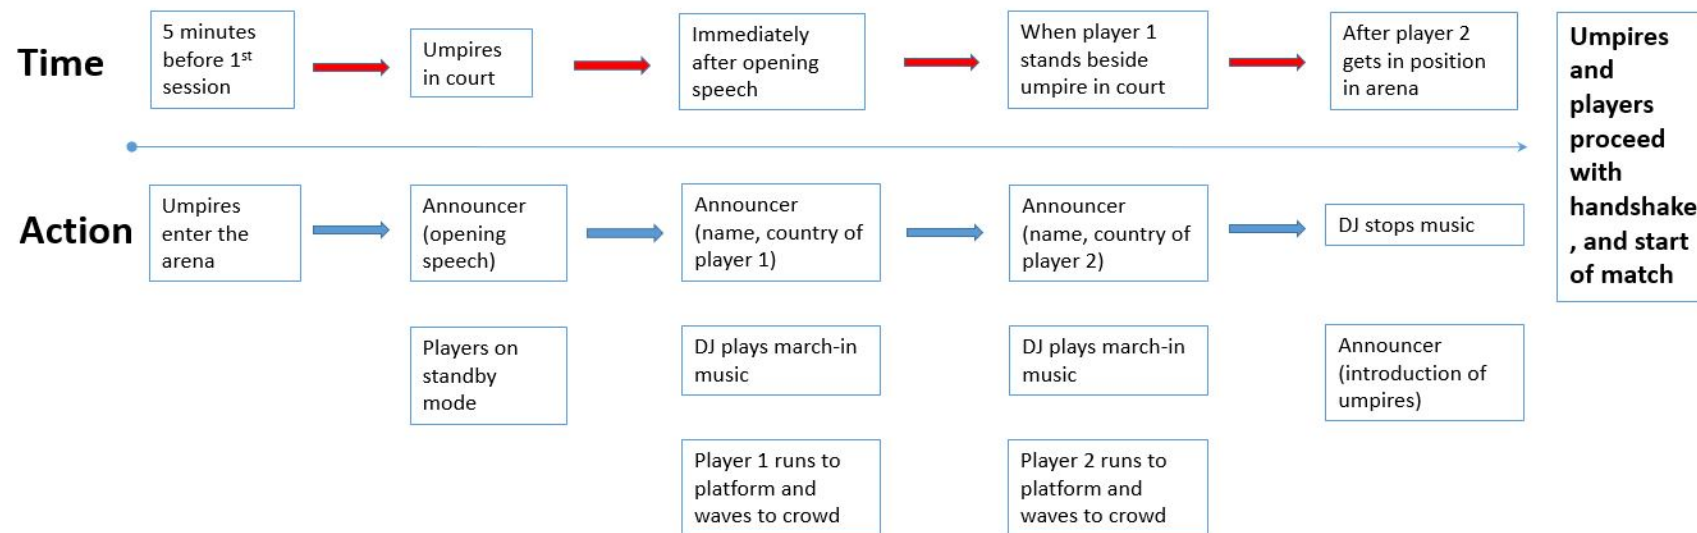 Time
5 minutes
before 1st
session
Umpires
in court
Immediately
after opening
speech
When player 1
stands beside
umpire in court
After player 2
gets in position
in arena
Umpires
and
players
proceed
with
handshake
, and start
of match
Action
Umpires
enter the
arena
Announcer
(opening
speech)
Announcer
(name, country of
player 1)
Announcer
(name, country of
player 2)
DJ stops music
Players on
standby
mode
DJ plays march-in
music
DJ plays march-in
music
Announcer
(introduction of
umpires)
Player 1 runs to
platform and
waves to crowd
Player 2 runs to
platform and
waves to crowd